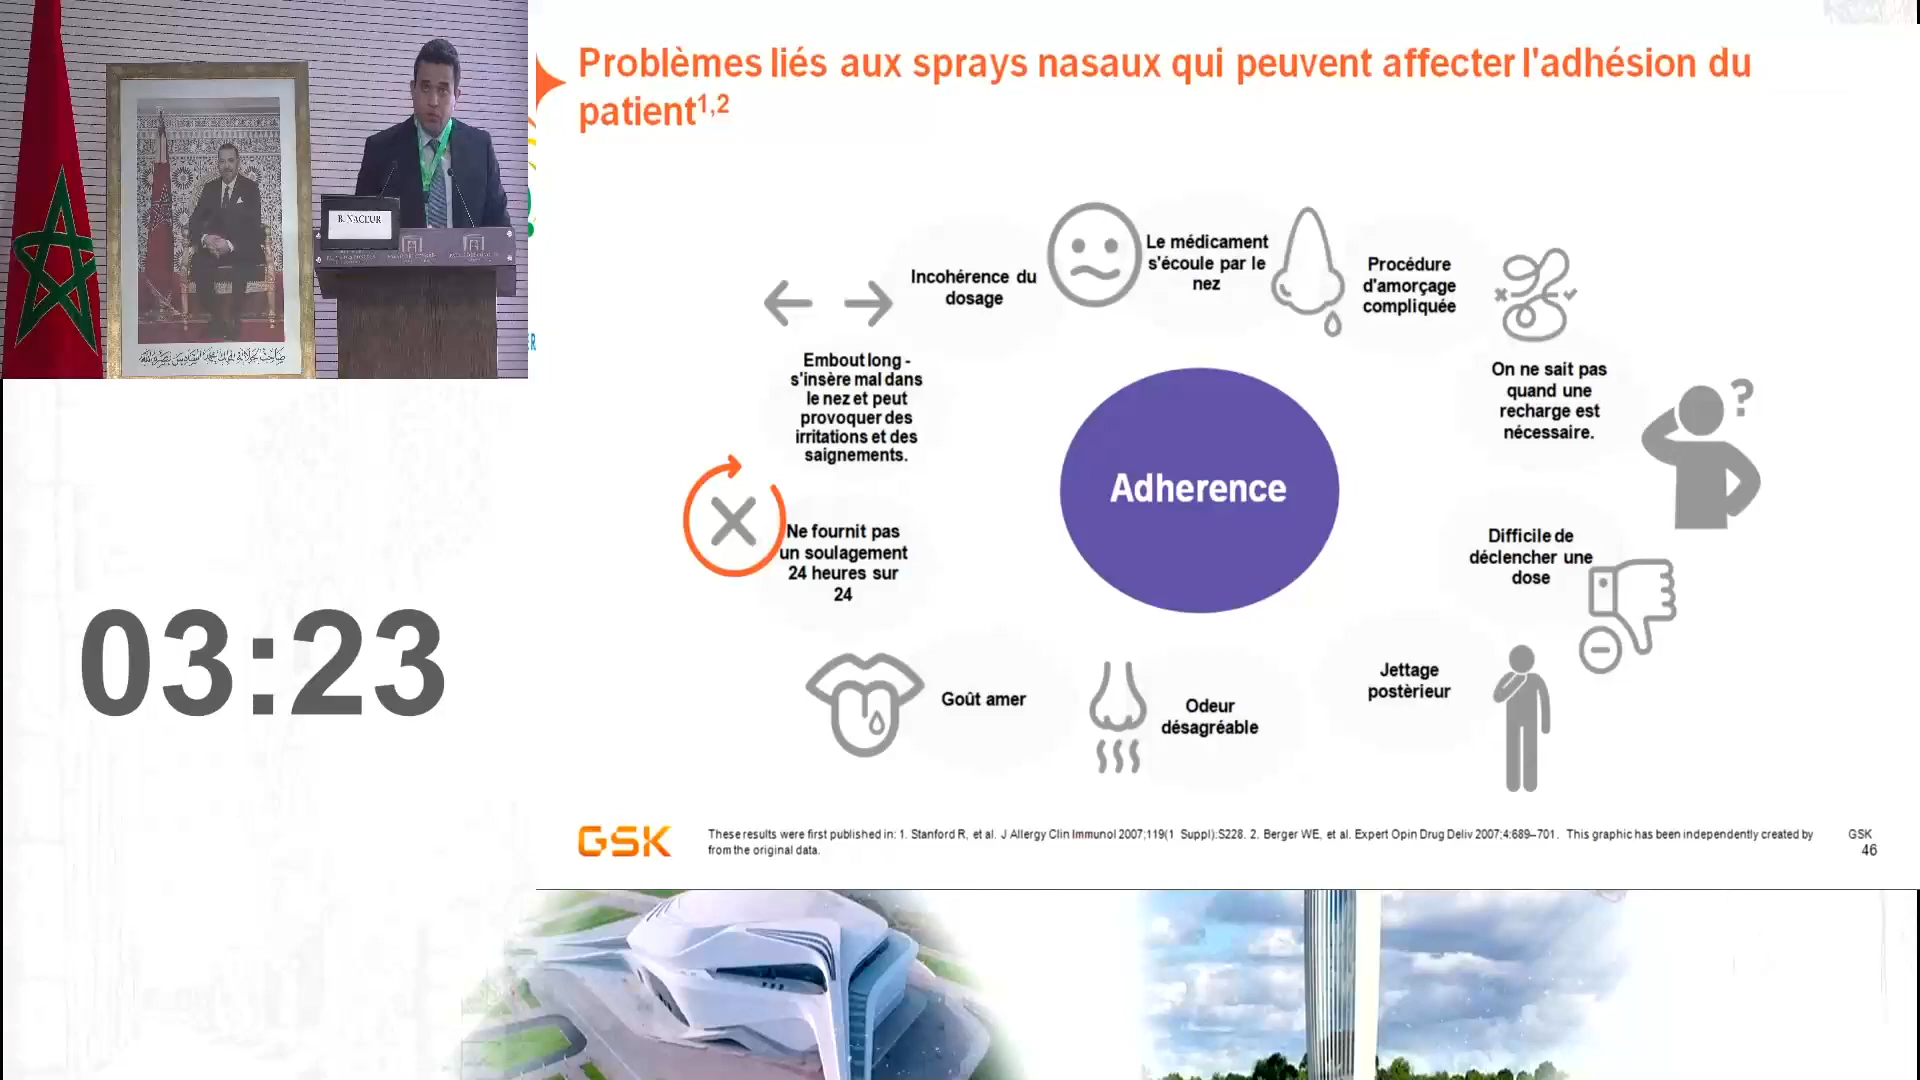 Problèmes liés aux sprays nasaux qui peuvent affecter l'adhésion du
patient1,2
B. NACEUR
Incohérence du
dosage
Le médicament
s'écoule par le
nez
Procédure
d'amorçage
compliquée
Embout long -
s'insère mal dans
le nez et peut
provoquer des
irritations et des
saignements.
On ne sait pas
quand une
recharge est
nécessaire.
?
Adherence
Ne fournit pas
un soulagement
24 heures sur
24
Difficile de
déclencher une
dose
Goût amer
Odeur
désagréable
Jettage
postèrieur
03:23
GSK
These results were first published in: 1. Stanford R, et al. J Allergy Clin Immunol 2007;119(1 Suppl):S228. 2. Berger WE, et al. Expert Opin Drug Deliv 2007;4:689–701. This graphic has been independently created by
from the original data.
GSK
46